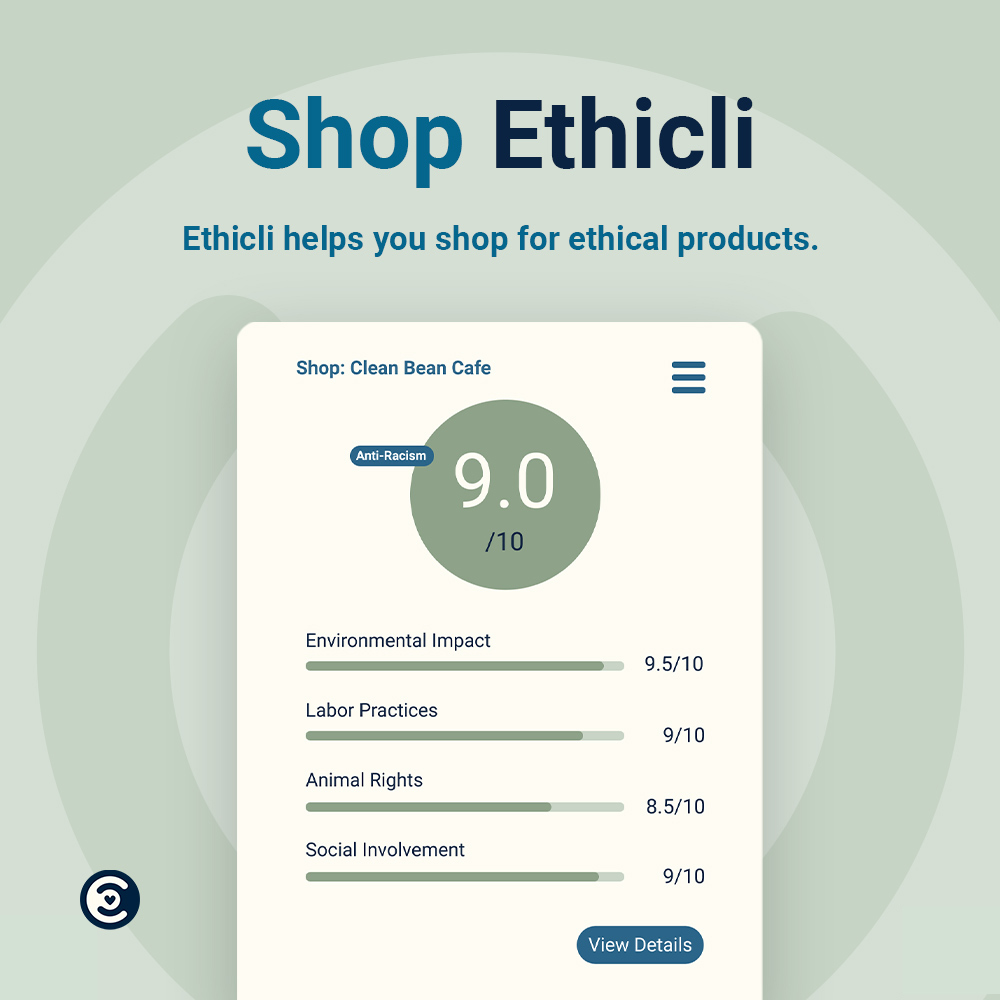 Shop Ethicli
Ethicli helps you shop for ethical products.
Shop: Clean Bean Cafe
Anti-Racism
9.0
/10
Environmental Impact
9.5/10
Labor Practices
9/10
Animal Rights
8.5/10
Social Involvement
9/10
View Details